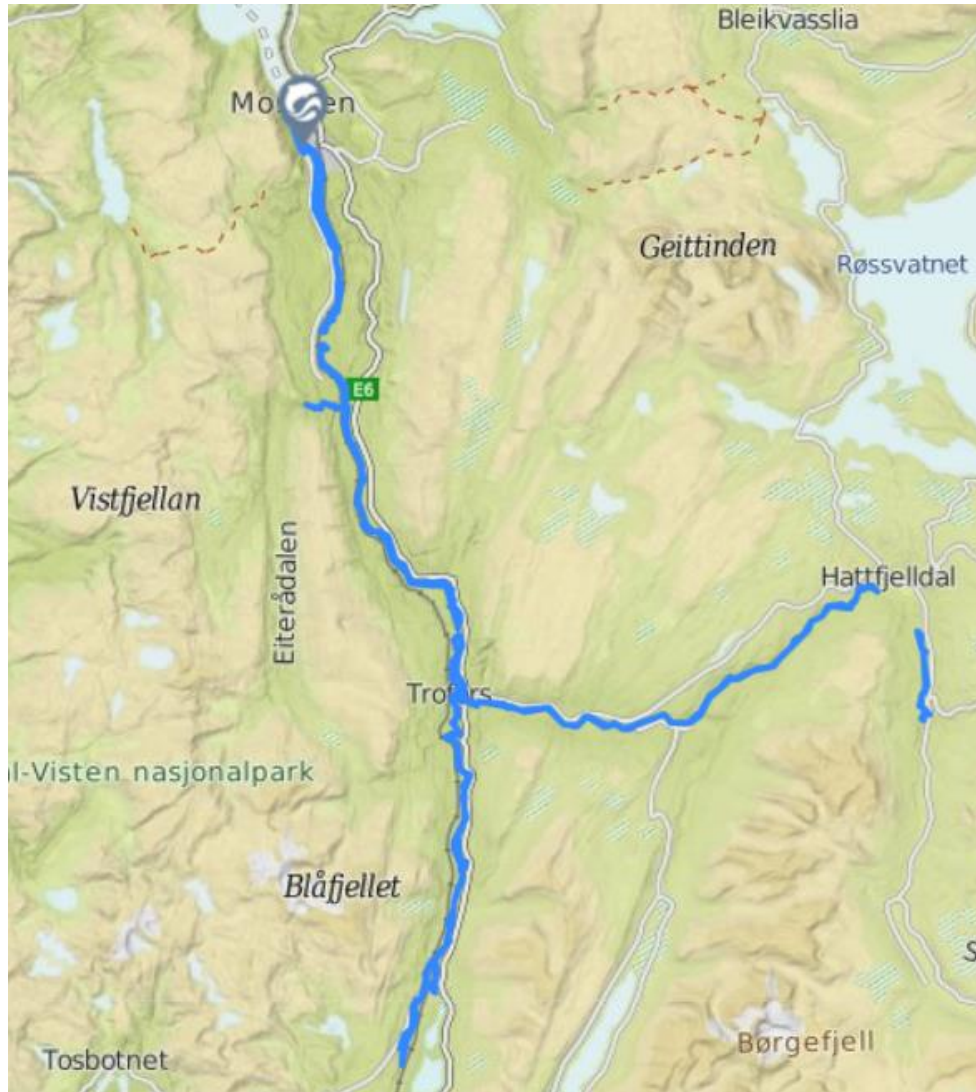 Bleikvasslia
Geittinden
Røssvatnet
E6
Vistfjellan
Eiterådalen
Hattfjelldal
l-Visten nasjonalpark
Blåfjellet
Børgefjell
Tosbotnet